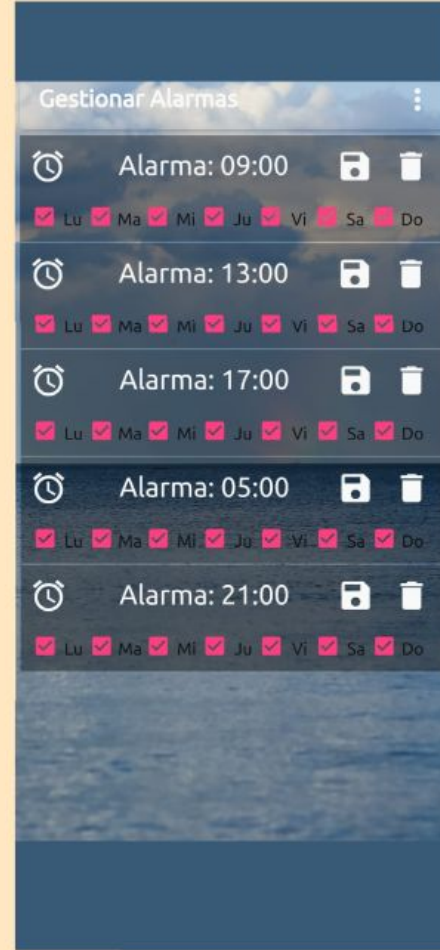 Gestionar Alarmas
Alarma: 09:00
Lu Ma Mi Ju Vi Sa Do
Alarma: 13:00
Lu Ma Mi Ju Vi Sa Do
Alarma: 17:00
Lu Ma Mi Ju Vi Sa Do
Alarma: 05:00
Lu Ma Mi Ju Vi Sa Do
Alarma: 21:00
Lu Ma Mi Ju Vi Sa Do